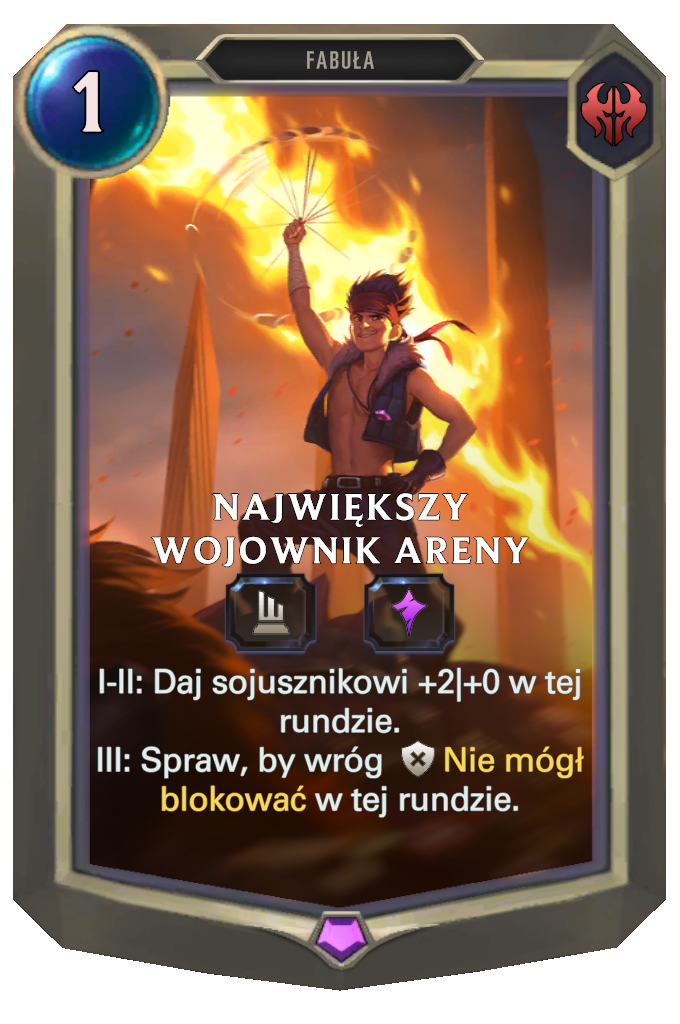 1
FABUŁA
NAJWIĘKSZY
WOJOWNIK ARENY
I-II: Daj sojusznikowi +2|+0 w tej
rundzie.
III: Spraw, by wróg Nie mógł
blokować w tej rundzie.